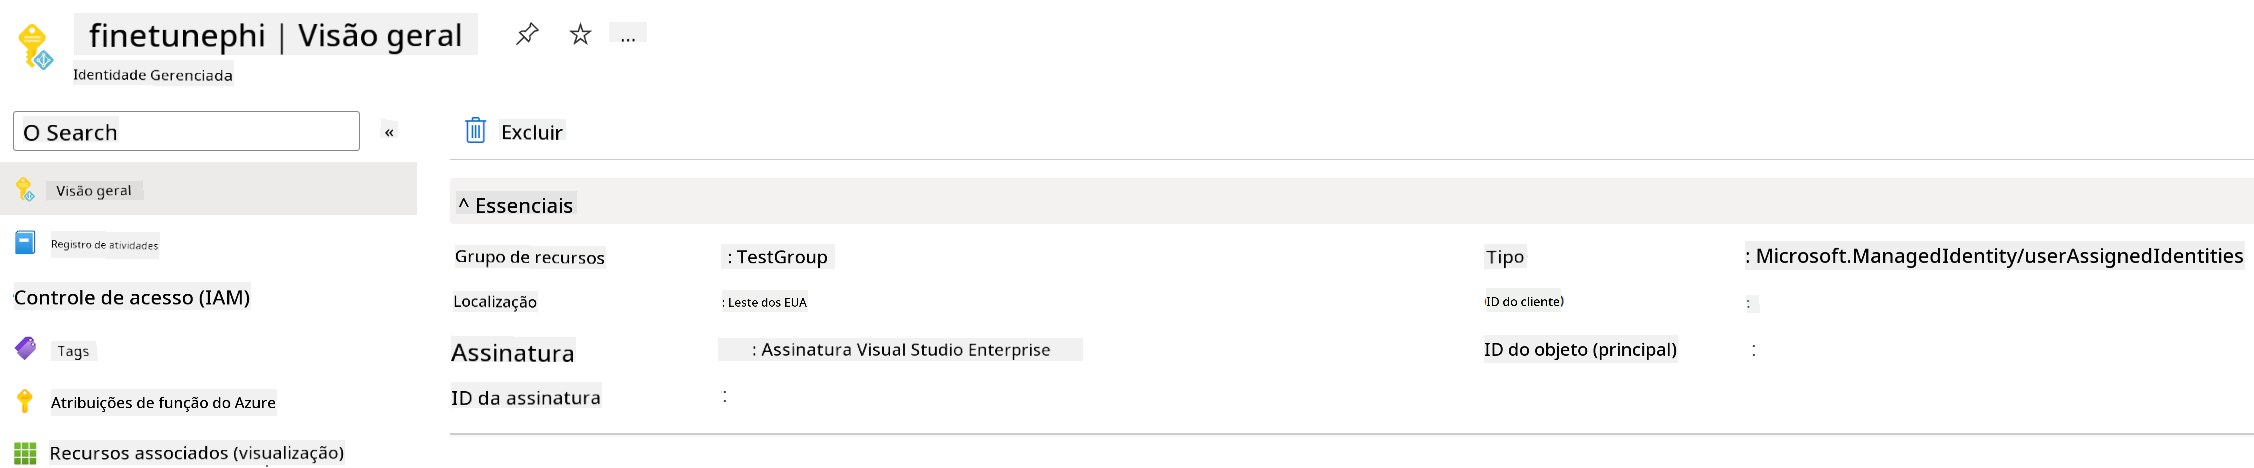 finetunephi | Visão geral
...
Identidade Gerenciada
O Search
«
Excluir
Visão geral
^ Essenciais
Registro de atividades
Grupo de recursos : TestGroup
Tipo : Microsoft.ManagedIdentity/userAssignedIdentities
Controle de acesso (IAM)
Localização : Leste dos EUA
ID do cliente) :
Tags
Assinatura : Assinatura Visual Studio Enterprise
ID do objeto (principal) :
Atribuições de função do Azure
ID da assinatura :
Recursos associados (visualização)